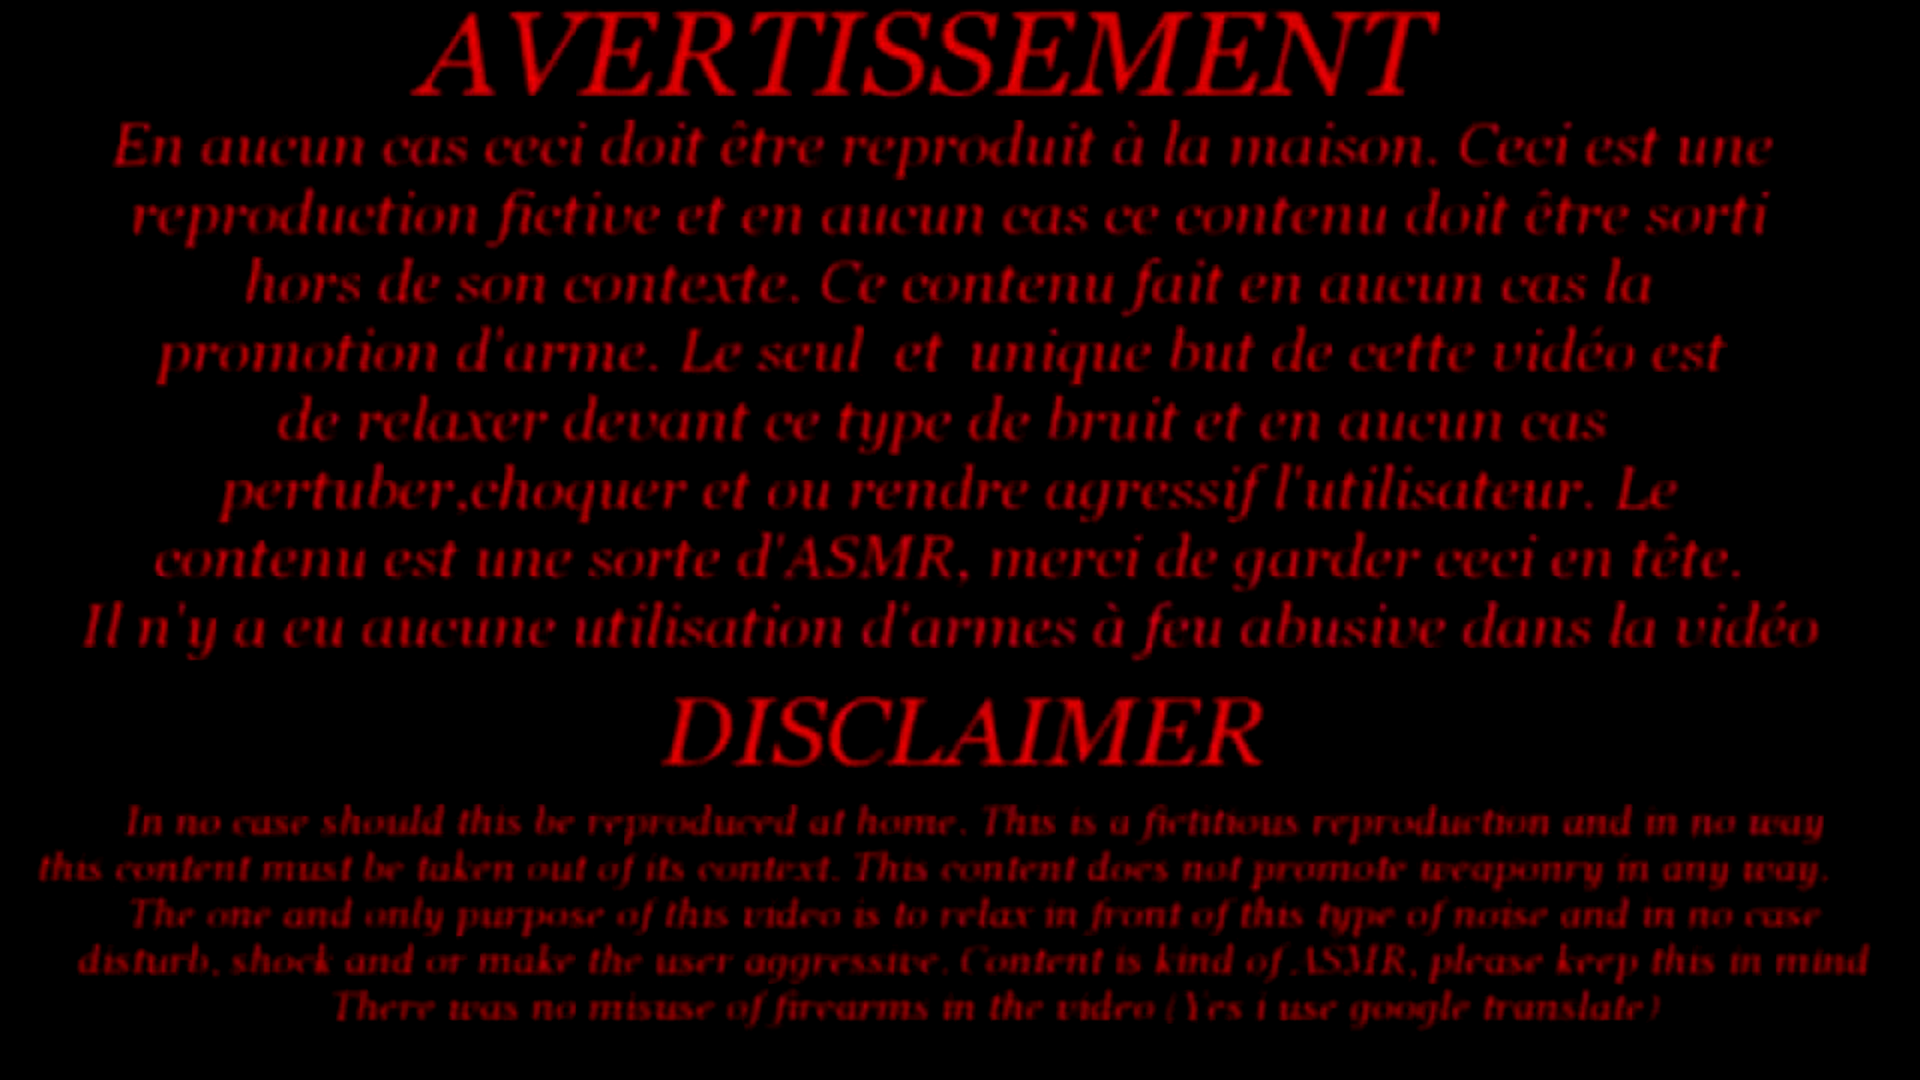 AVERTISSEMENT
En aucun cas ceci doit être reproduit à la maison. Ceci est une
reproduction fictive et en aucun cas ce contenu doit être sorti
hors de son contexte. Ce contenu fait en aucun cas la
promotion d'arme. Le seul et unique but de cette vidéo est
de relaxer devant ce type de bruit et en aucun cas
pertuber,choquer et ou rendre agressif l'utilisateur. Le
contenu est une sorte d'ASMR, merci de garder ceci en tête.
Il n'y a eu aucune utilisation d'armes à feu abusive dans la vidéo
DISCLAIMER
In no case should this be reproduced at home. This is a fictitious reproduction and in no way
this content must be taken out of its context. This content does not promote weaponry in any way.
The one and only purpose of this video is to relax in front of this type of noise and in no case
disturb, shock and or make the user aggressive. Content is kind of ASMR, please keep this in mind
There was no misuse of firearms in the video (Yes i use google translate)